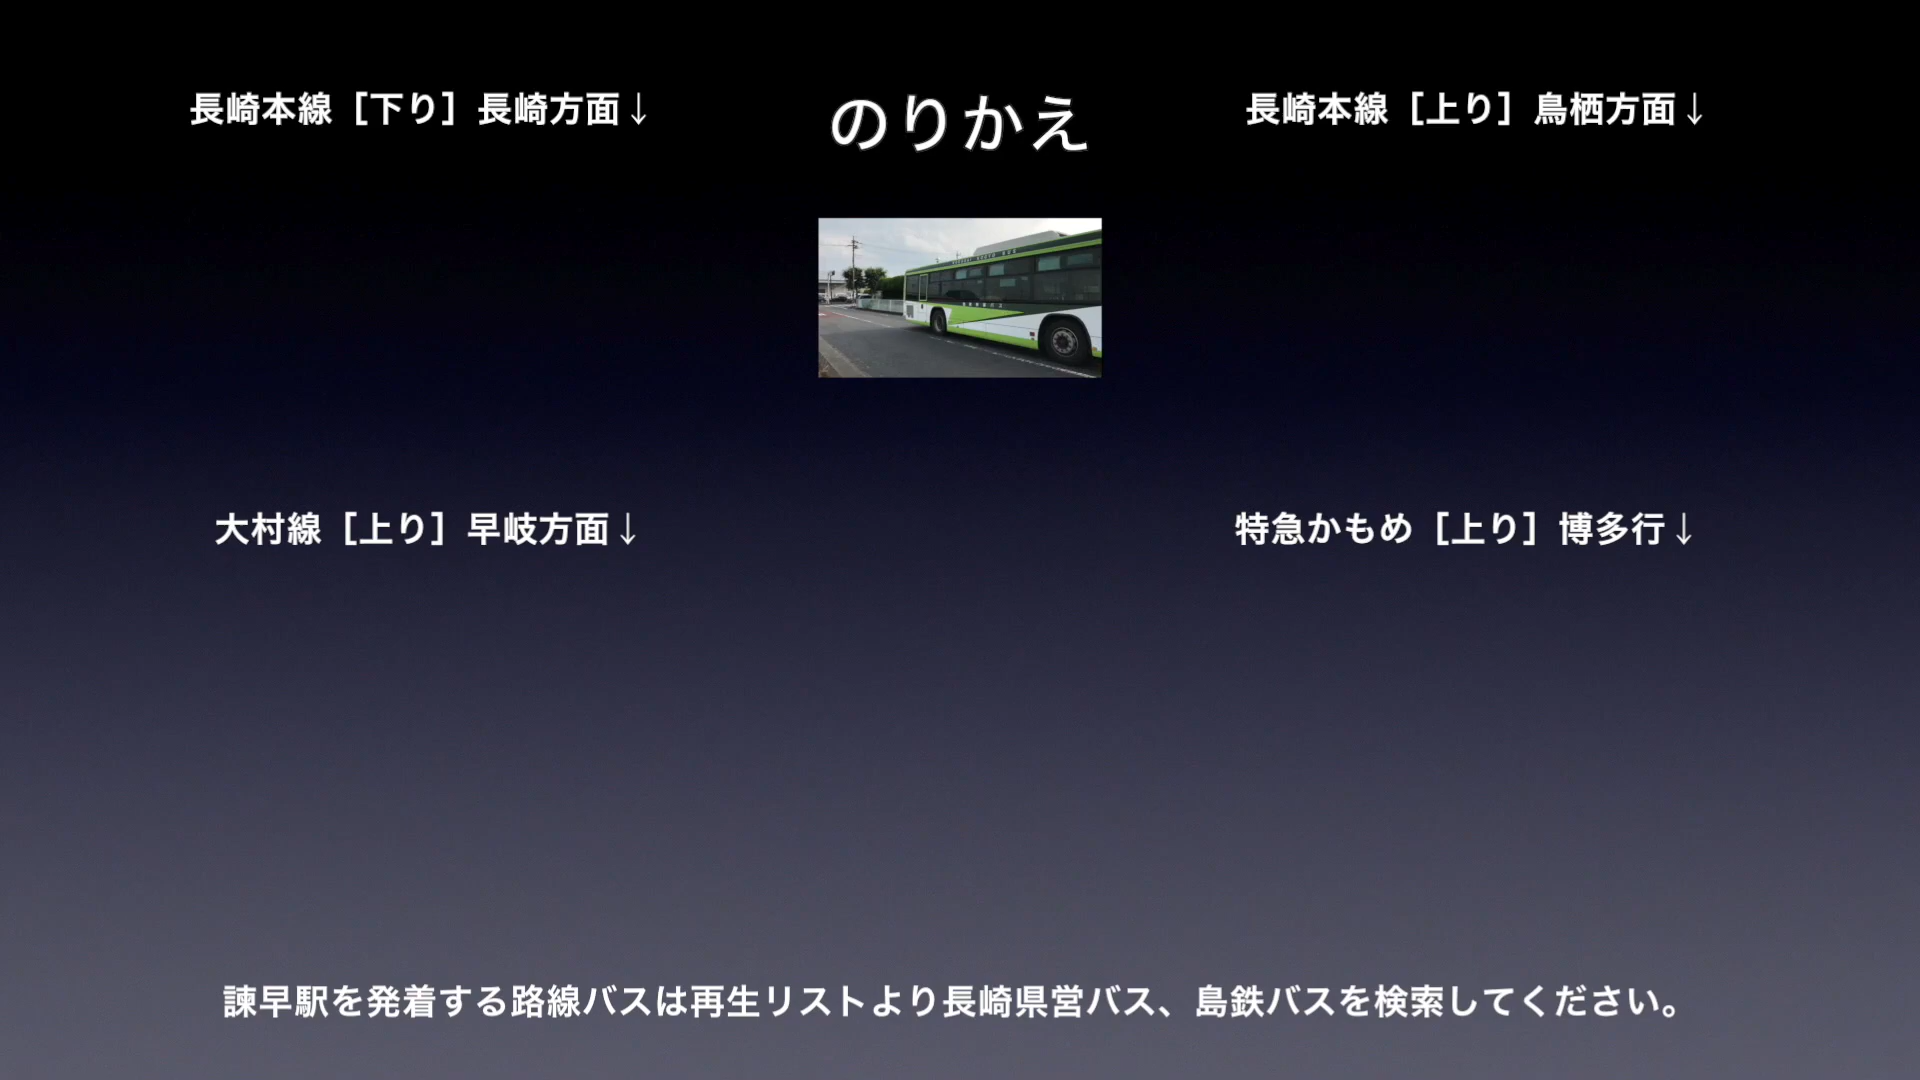 長崎本線［下り］長崎方面↓
のりかえ
長崎本線［上り］鳥栖方面↓
大村線［上り］早岐方面↓
特急かもめ［上り］博多行↓
諫早駅を発着する路線バスは再生リストより長崎県営バス、島鉄バスを検索してください。